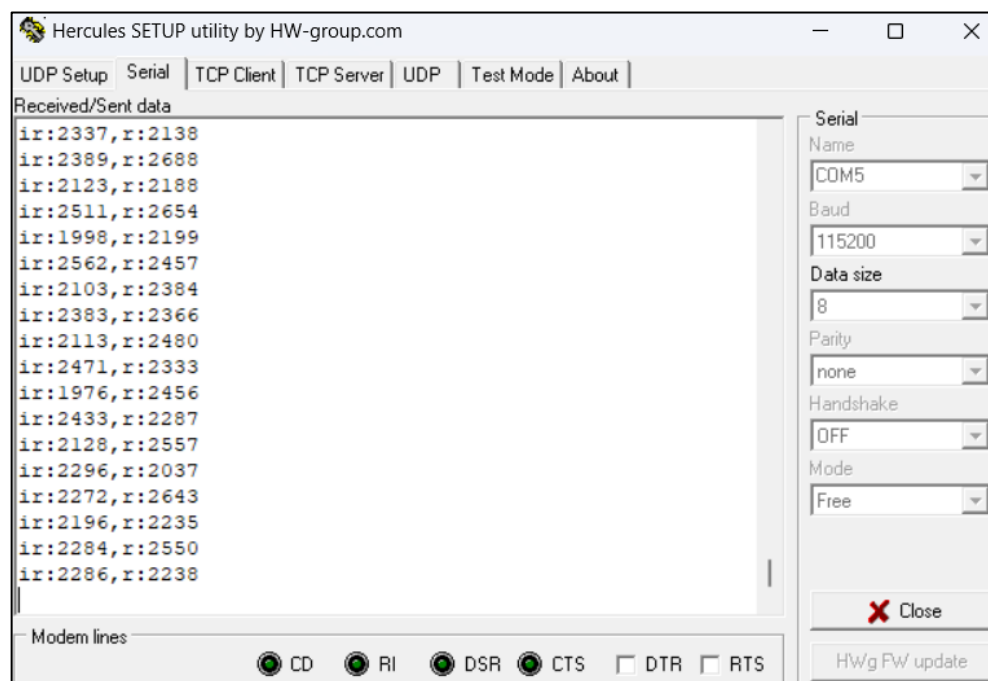 Hercules SETUP utility by HW-group.com
UDP Setup Serial TCP Client TCP Server UDP Test Mode About
Received/Sent data
ir:2337,r:2138
ir:2389,r:2688
ir:2123,r:2188
ir:2511,r:2654
ir:1998,r:2199
ir:2562,r:2457
ir:2103,r:2384
ir:2383,r:2366
ir:2113,r:2480
ir:2471,r:2333
ir:1976,r:2456
ir:2433,r:2287
ir:2128,r:2557
ir:2296,r:2037
ir:2272,r:2643
ir:2196,r:2235
ir:2284,r:2550
ir:2286,r:2238
Serial
Name
COM5
Baud
115200
Data size
8
Parity
none
Handshake
OFF
Mode
Free
Close
HWg FW update
Modem lines
CD RI DSR CTS DTR RTS